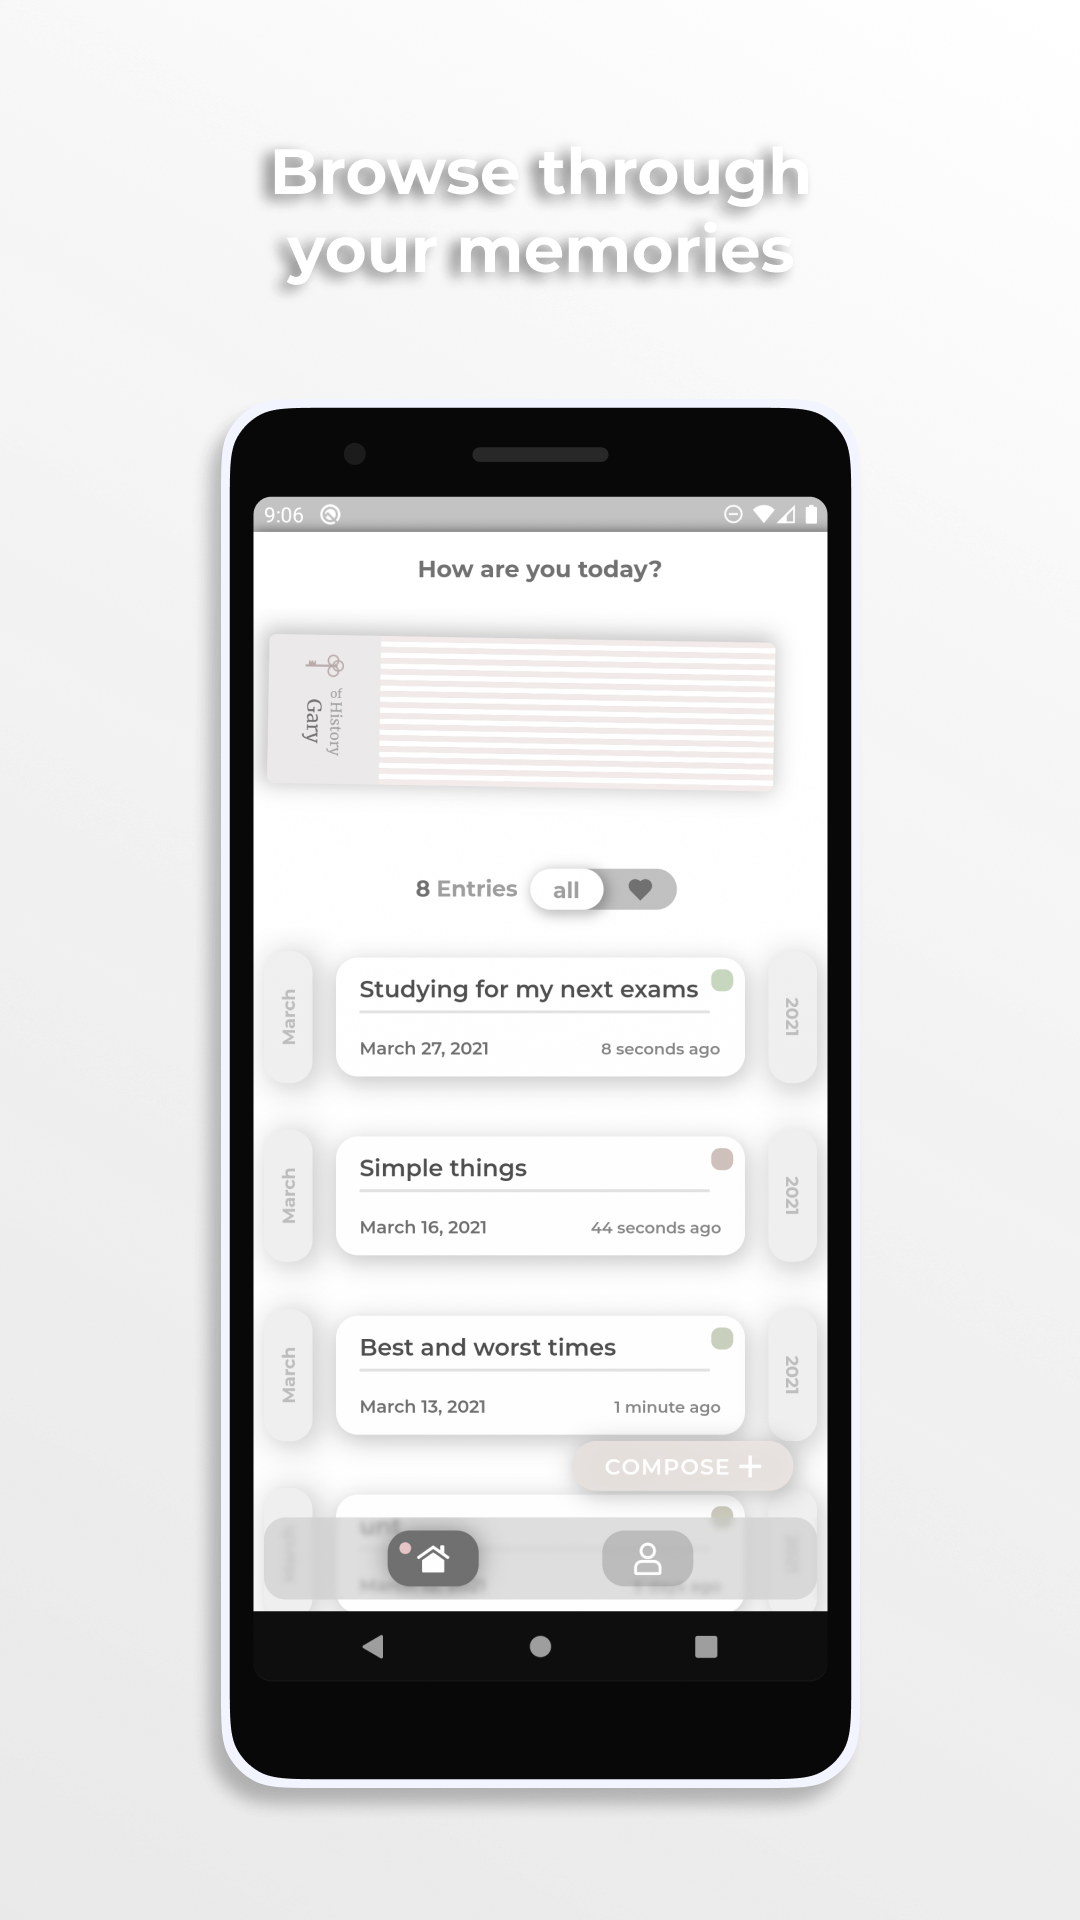 Browse through
your memories
9:06
How are you today?
of History
Gary
8 Entries
all
March
Studying for my next exams
March 27, 2021
8 seconds ago
2021
March
Simple things
March 16, 2021
44 seconds ago
2021
March
Best and worst times
March 13, 2021
1 minute ago
2021
COMPOSE